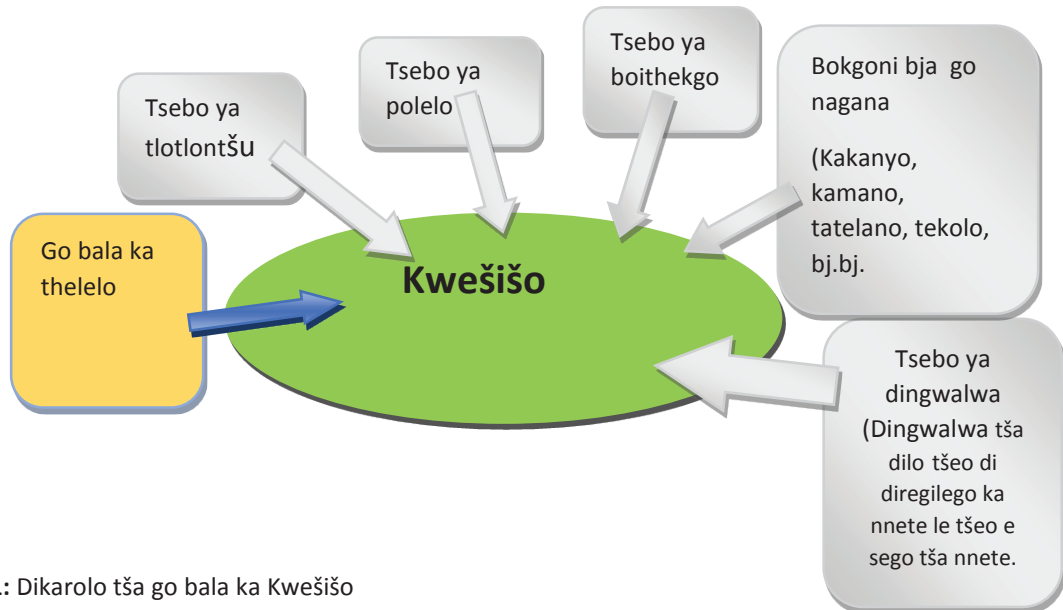 Tsebo ya
tlotlontšu
Tsebo ya
polelo
Tsebo ya
boithekgo
Bokgoni bja go
nagana
(Kakanyo,
kamano,
tatelano, tekolo,
bj.bj.
Go bala ka
thelelo
Kwešišo
Tsebo ya
dingwalwa
(Dingwalwa tša
dilo tšeo di
diregilego ka
nnete le tšeo e
sego tša nnete.
: Dikarolo tša go bala ka Kwešišo